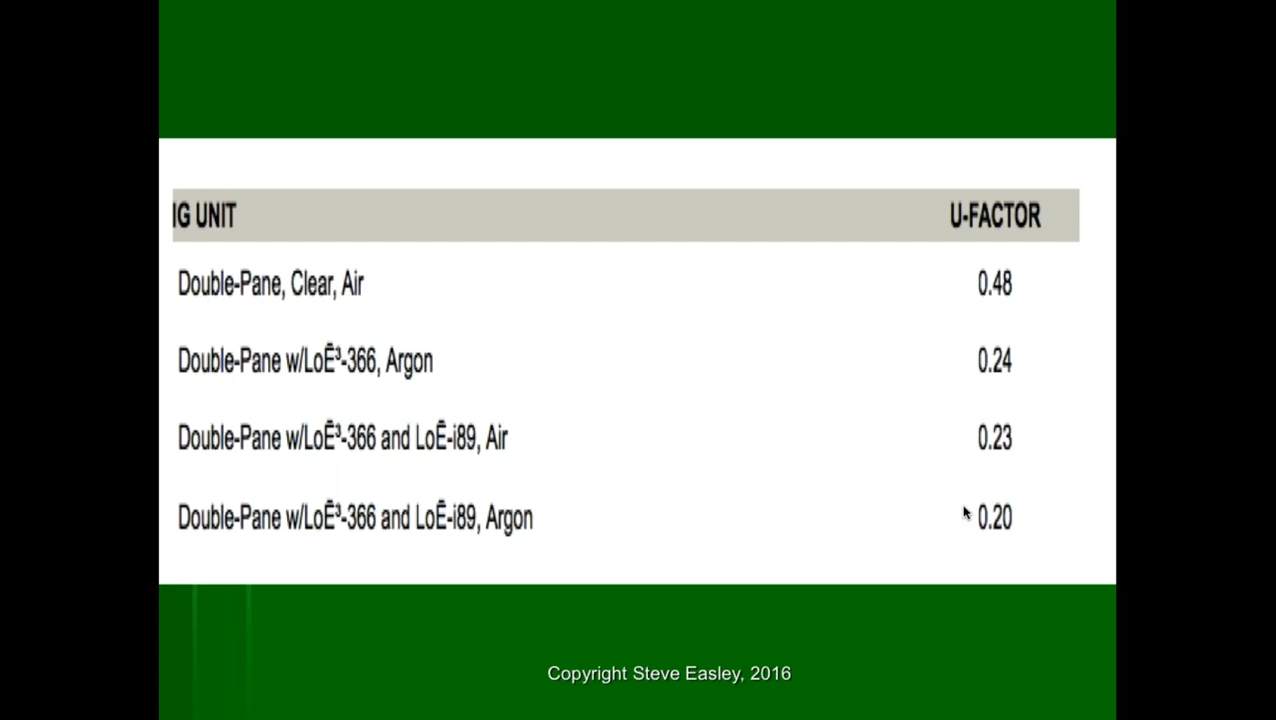 IG UNIT U-FACTOR
Double-Pane, Clear, Air 0.48
Double-Pane w/LoĒ³-366, Argon 0.24
Double-Pane w/LoĒ³-366 and LoĒ-i89, Air 0.23
Double-Pane w/LoĒ³-366 and LoĒ-i89, Argon 0.20
Copyright Steve Easley, 2016